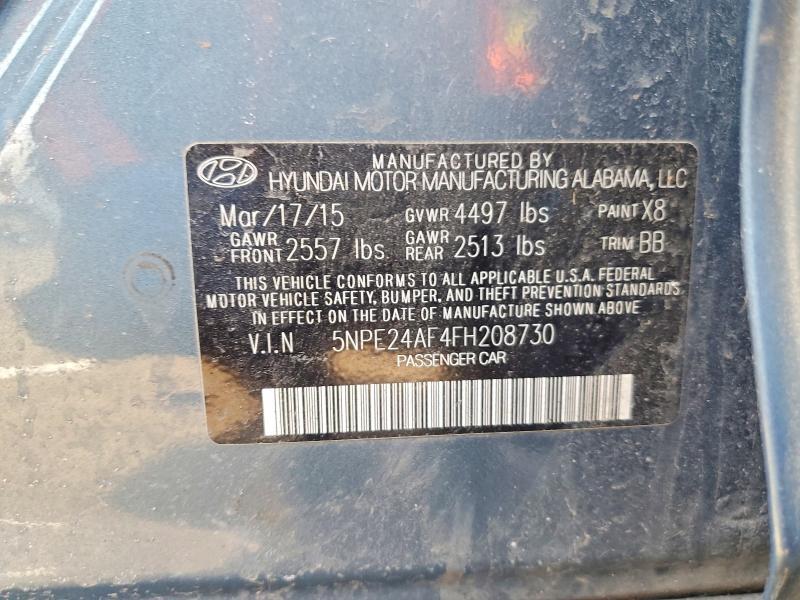 MANUFACTURED BY
HYUNDAI MOTOR MANUFACTURING ALABAMA, LLC
Mar/17/15 GVWR 4497 lbs PAINT X8
GAWR FRONT 2557 lbs GAWR REAR 2513 lbs TRIM BB
THIS VEHICLE CONFORMS TO ALL APPLICABLE U.S.A. FEDERAL
MOTOR VEHICLE SAFETY, BUMPER, AND THEFT PREVENTION STANDARDS
IN EFFECT ON THE DATE OF MANUFACTURE SHOWN ABOVE
V.I.N 5NPE24AF4FH208730
PASSENGER CAR